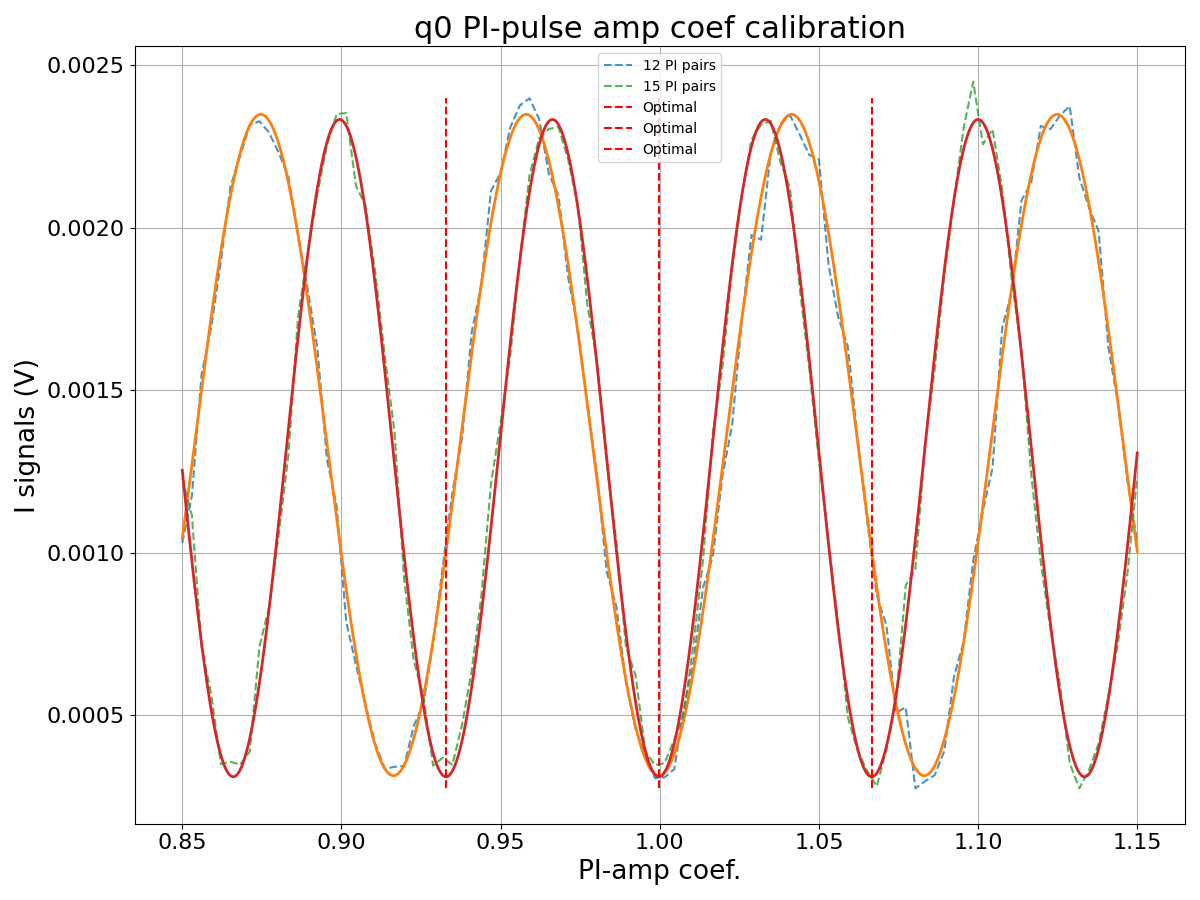 q0 PI-pulse amp coef calibration
12 PI pairs
15 PI pairs
Optimal
Optimal
Optimal
0.0025
0.0020
0.0015
0.0010
0.0005
I signals (V)
0.85 0.90 0.95 1.00 1.05 1.10 1.15
PI-amp coef.